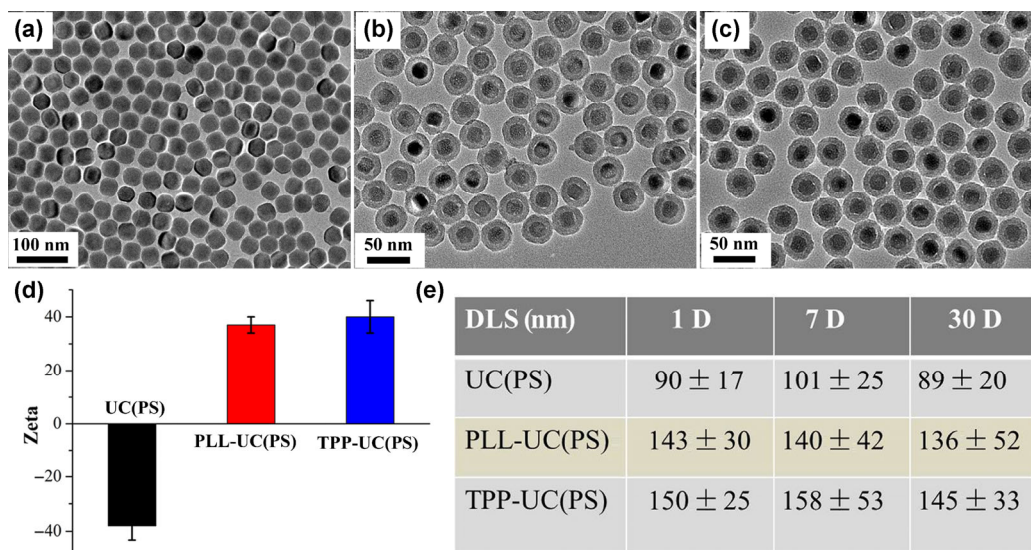 (a)
100 nm
(b)
50 nm
(c)
50 nm
(d)
40
20
0
−20
−40
Zeta
UC(PS)
PLL-UC(PS)
TPP-UC(PS)
(e)
DLS (nm) 1 D 7 D 30 D
UC(PS) 90 ± 17 101 ± 25 89 ± 20
PLL-UC(PS) 143 ± 30 140 ± 42 136 ± 52
TPP-UC(PS) 150 ± 25 158 ± 53 145 ± 33